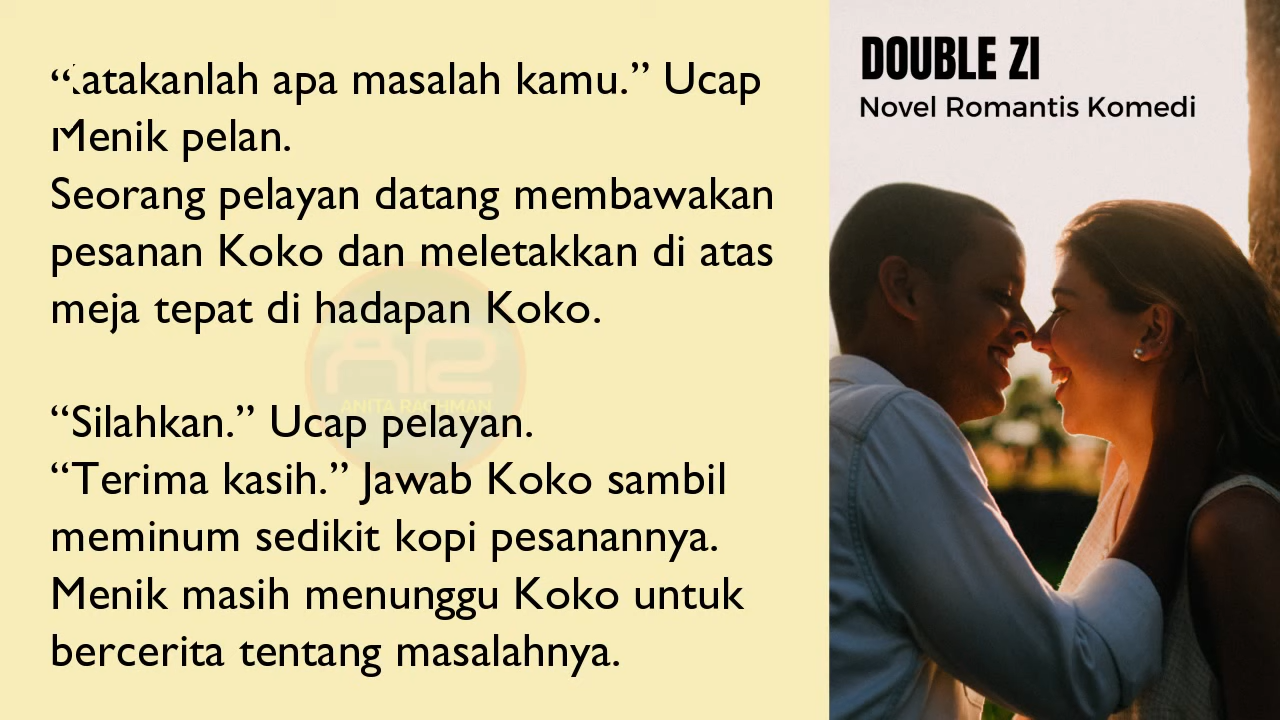 “Katakanlah apa masalah kamu.” Ucap
Menik pelan.
Seorang pelayan datang membawakan
pesanan Koko dan meletakkan di atas
meja tepat di hadapan Koko.
“Silahkan.” Ucap pelayan.
“Terima kasih.” Jawab Koko sambil
meminum sedikit kopi pesanannya.
Menik masih menunggu Koko untuk
bercerita tentang masalahnya.
ANITA RACHMAN
DOUBLE ZI
Novel Romantis Komedi